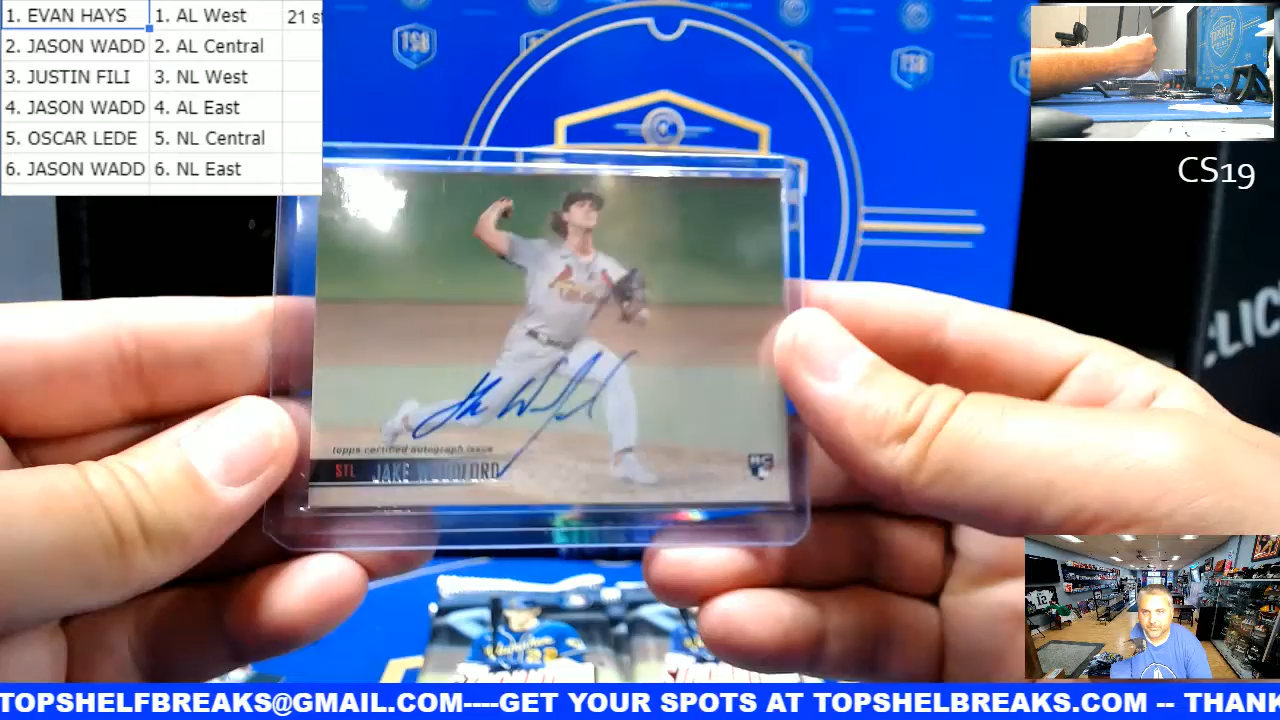 1. EVAN HAYS 1. AL West 21 st
2. JASON WADD 2. AL Central
3. JUSTIN FILI 3. NL West
4. JASON WADD 4. AL East
5. OSCAR LEDE 5. NL Central
6. JASON WADD 6. NL East
TSB
TSB
CS19
CLIC
topps certified autograph issue
STL JAKE WOODFORD
RC
TOPSHELFBREAKS@GMAIL.COM----GET YOUR SPOTS AT TOPSHELBREAKS.COM -- THANK